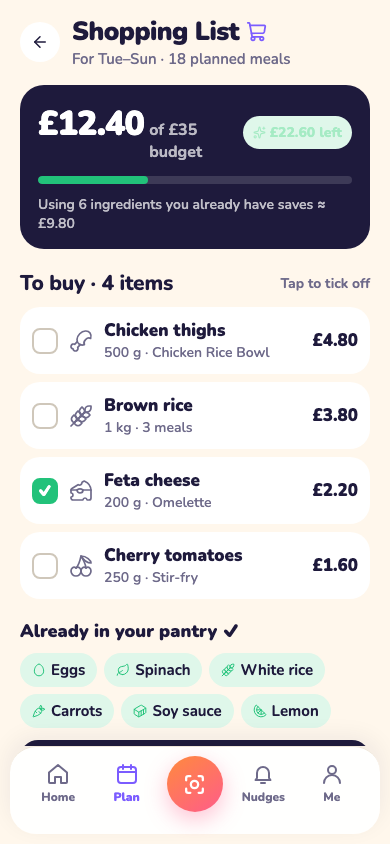 Shopping List
For Tue–Sun · 18 planned meals
£12.40 of £35 budget
£22.60 left
Using 6 ingredients you already have saves ≈
£9.80
To buy · 4 items
Tap to tick off
Chicken thighs
500 g · Chicken Rice Bowl
£4.80
Brown rice
1 kg · 3 meals
£3.80
Feta cheese
200 g · Omelette
£2.20
Cherry tomatoes
250 g · Stir-fry
£1.60
Already in your pantry ✓
Eggs
Spinach
White rice
Carrots
Soy sauce
Lemon
Home
Plan
Nudges
Me